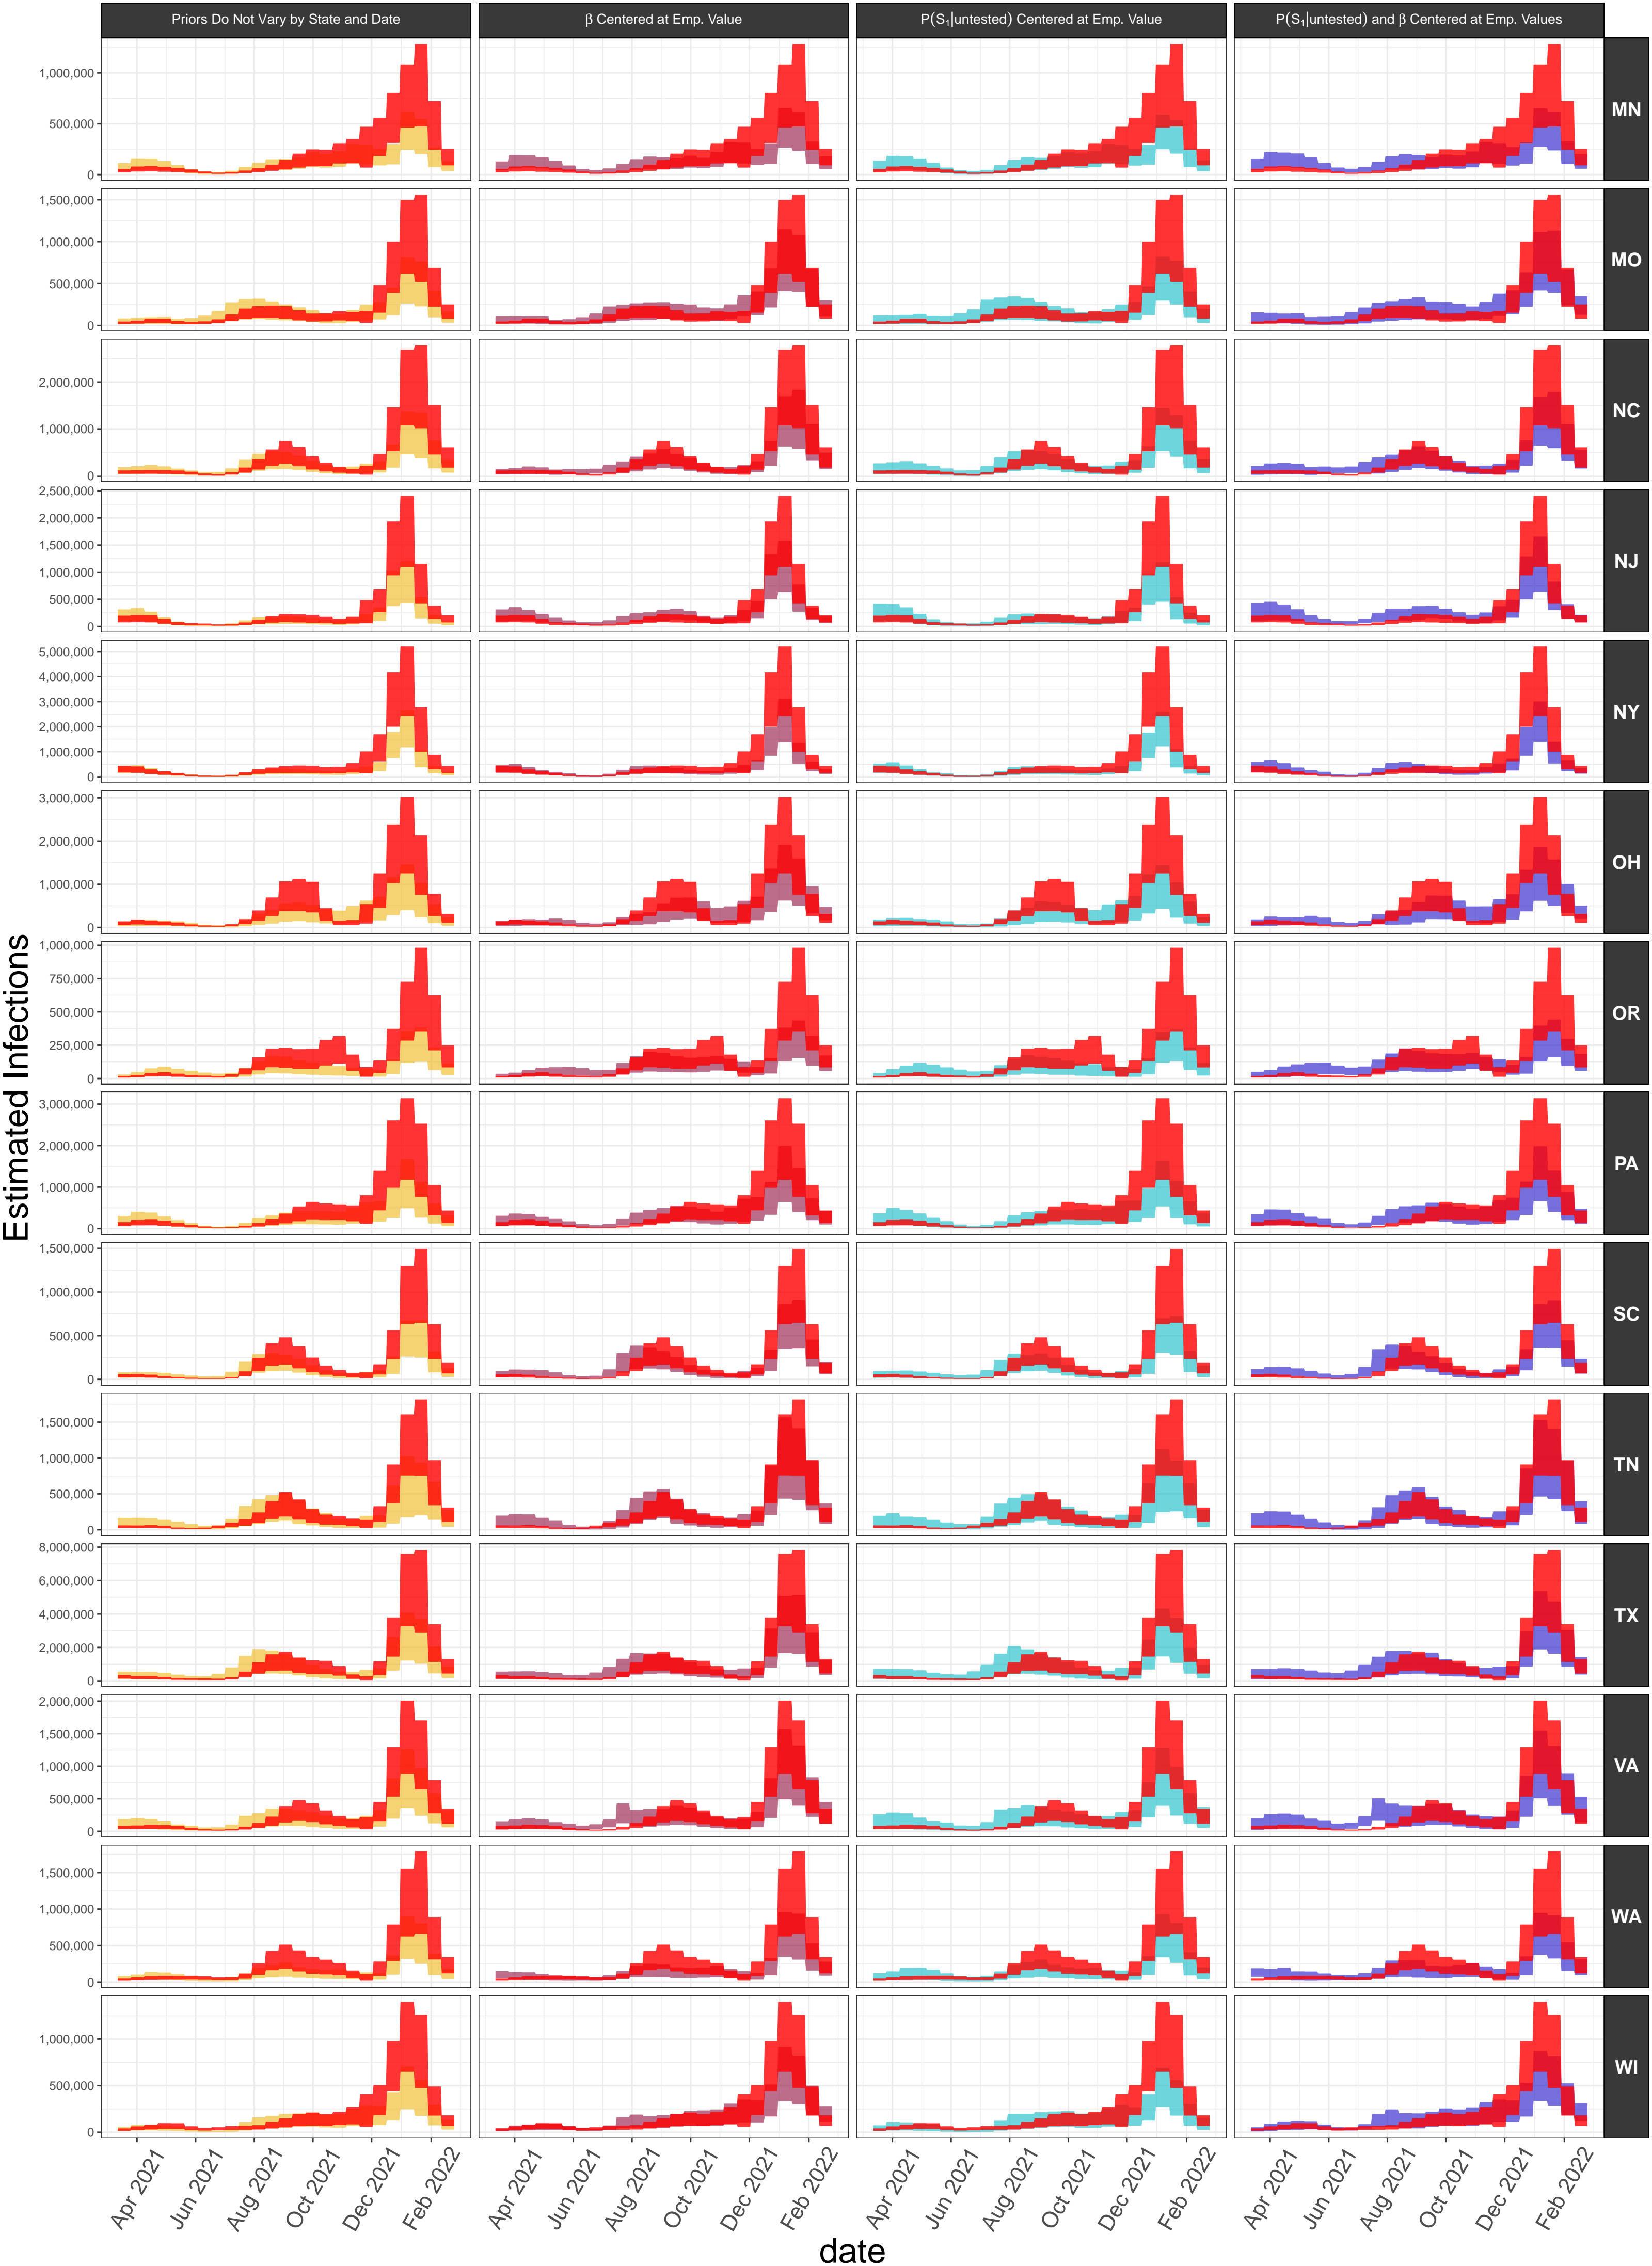 Priors Do Not Vary by State and Date
β Centered at Emp. Value
P(S₁|untested) Centered at Emp. Value
P(S₁|untested) and β Centered at Emp. Values
1,000,000
500,000
0
MN
1,500,000
1,000,000
500,000
0
MO
2,000,000
1,000,000
0
NC
2,500,000
2,000,000
1,500,000
1,000,000
500,000
0
NJ
5,000,000
4,000,000
3,000,000
2,000,000
1,000,000
0
NY
3,000,000
2,000,000
1,000,000
0
OH
1,000,000
750,000
500,000
250,000
0
OR
3,000,000
2,000,000
1,000,000
0
PA
1,500,000
1,000,000
500,000
0
SC
1,500,000
1,000,000
500,000
0
TN
8,000,000
6,000,000
4,000,000
2,000,000
0
TX
2,000,000
1,500,000
1,000,000
500,000
0
VA
1,500,000
1,000,000
500,000
0
WA
1,000,000
500,000
0
WI
Estimated Infections
Apr 2021
Jun 2021
Aug 2021
Oct 2021
Dec 2021
Feb 2022
Apr 2021
Jun 2021
Aug 2021
Oct 2021
Dec 2021
Feb 2022
Apr 2021
Jun 2021
Aug 2021
Oct 2021
Dec 2021
Feb 2022
Apr 2021
Jun 2021
Aug 2021
Oct 2021
Dec 2021
Feb 2022
date